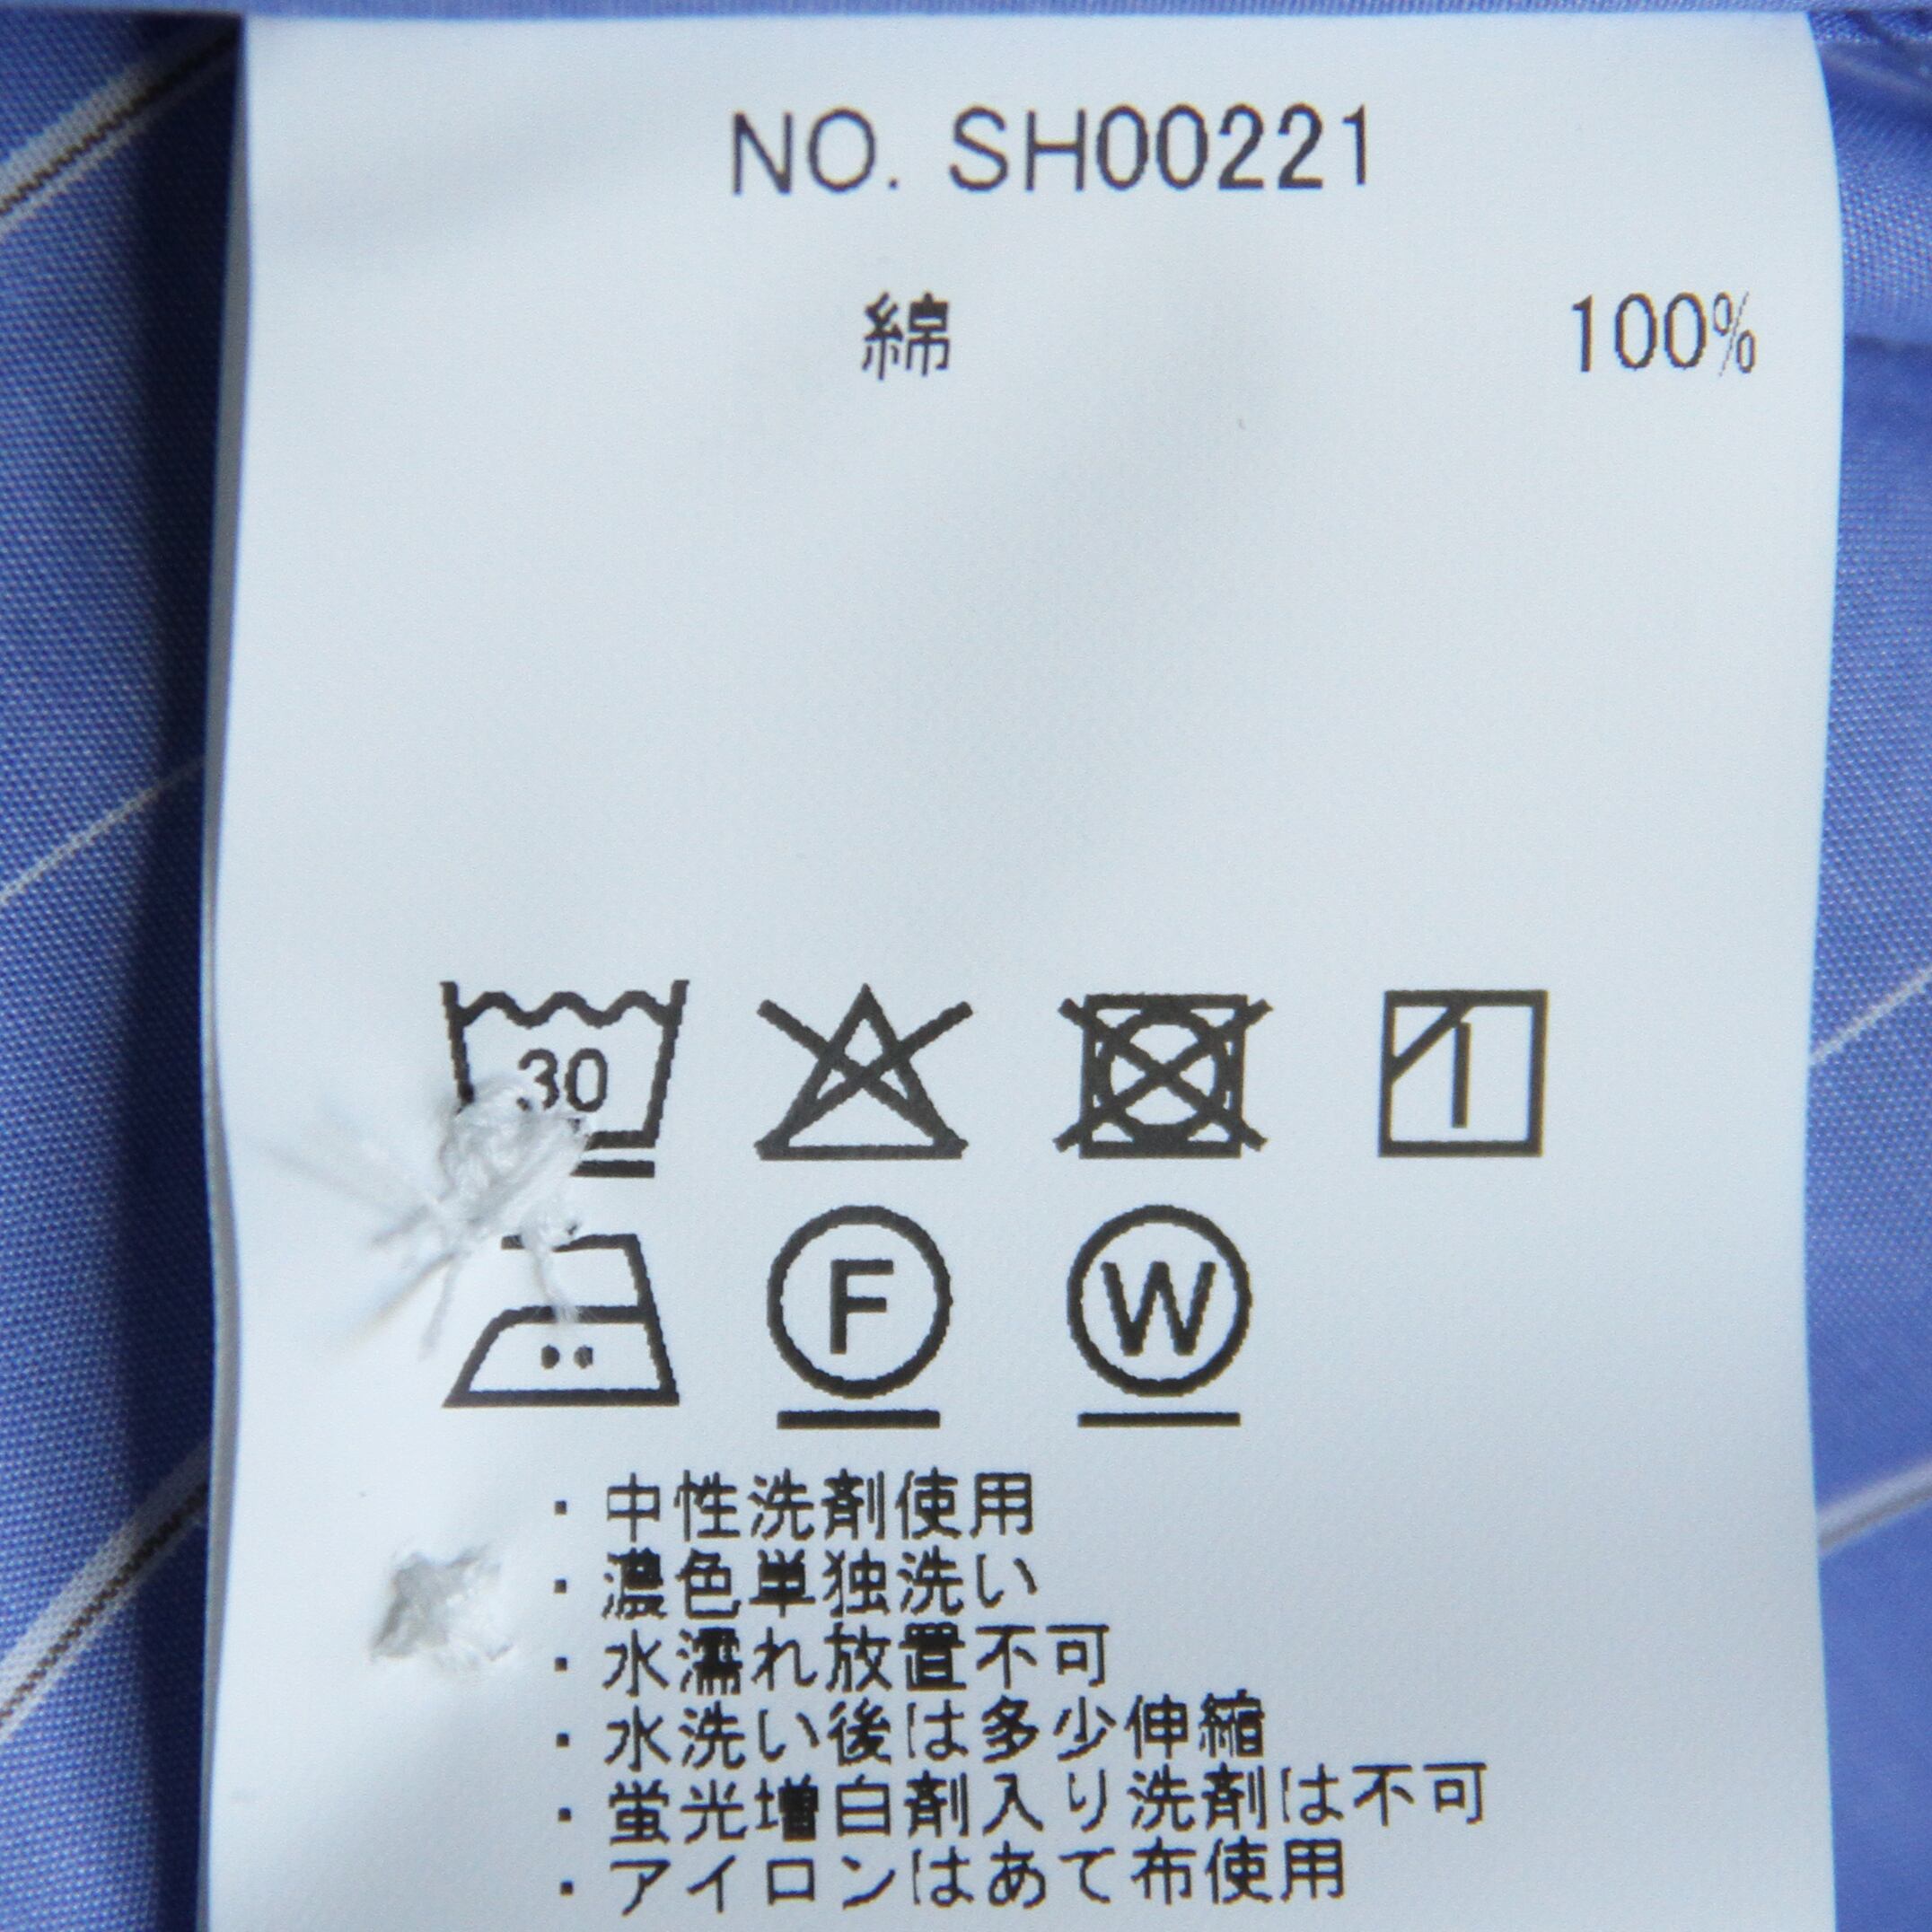 NO. SH00221
綿 100%
30
F W
・中性洗剤使用
・濃色単独洗い
・水濡れ放置不可
・水洗い後は多少伸縮
・蛍光増白剤入り洗剤は不可
・アイロンはあて布使用